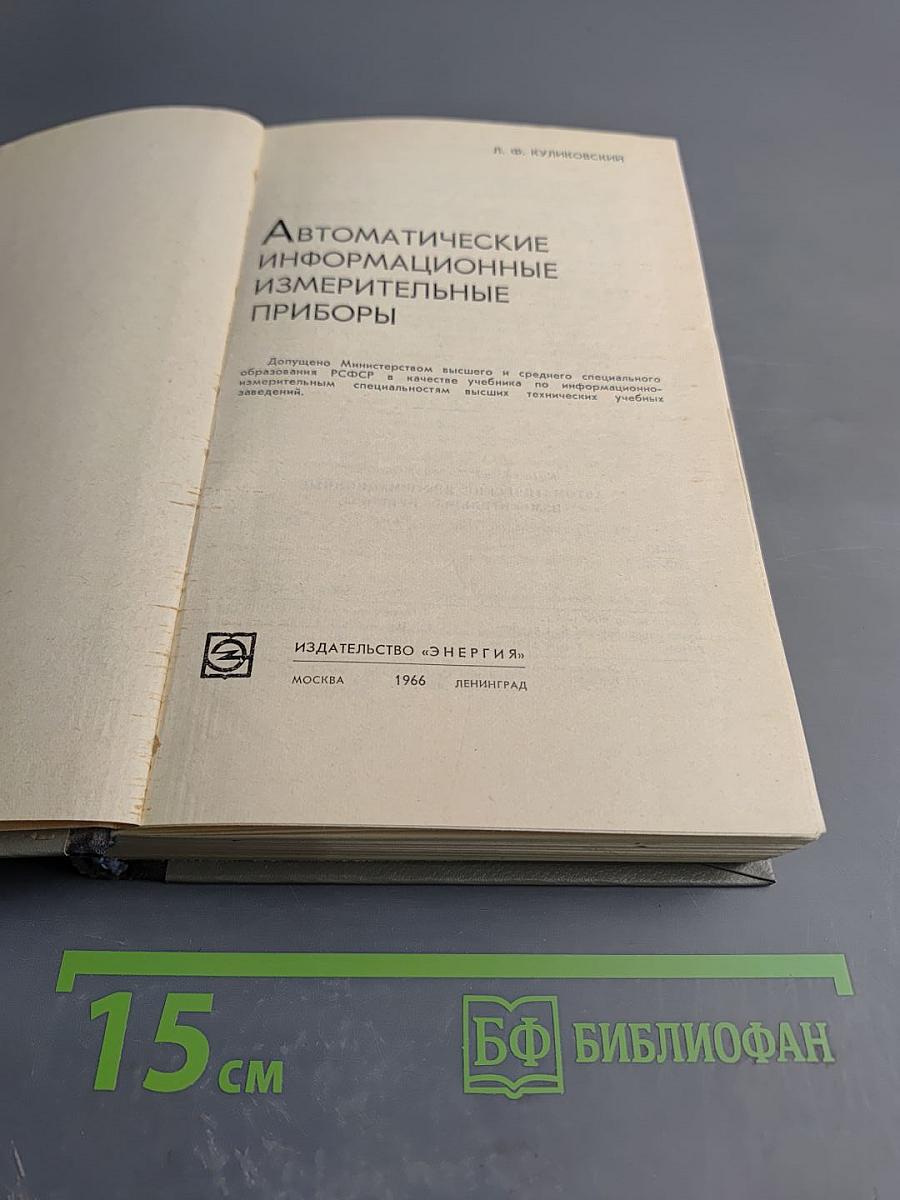 Л. Ф. КУЛИКОВСКИЙ
АВТОМАТИЧЕСКИЕ
ИНФОРМАЦИОННЫЕ
ИЗМЕРИТЕЛЬНЫЕ
ПРИБОРЫ
Допущено Министерством высшего и среднего специального
образования РСФСР в качестве учебника по информационно-
измерительным специальностям высших технических учебных
заведений.
ИЗДАТЕЛЬСТВО «ЭНЕРГИЯ»
МОСКВА 1966 ЛЕНИНГРАД
15 см
БФ БИБЛИОФАН